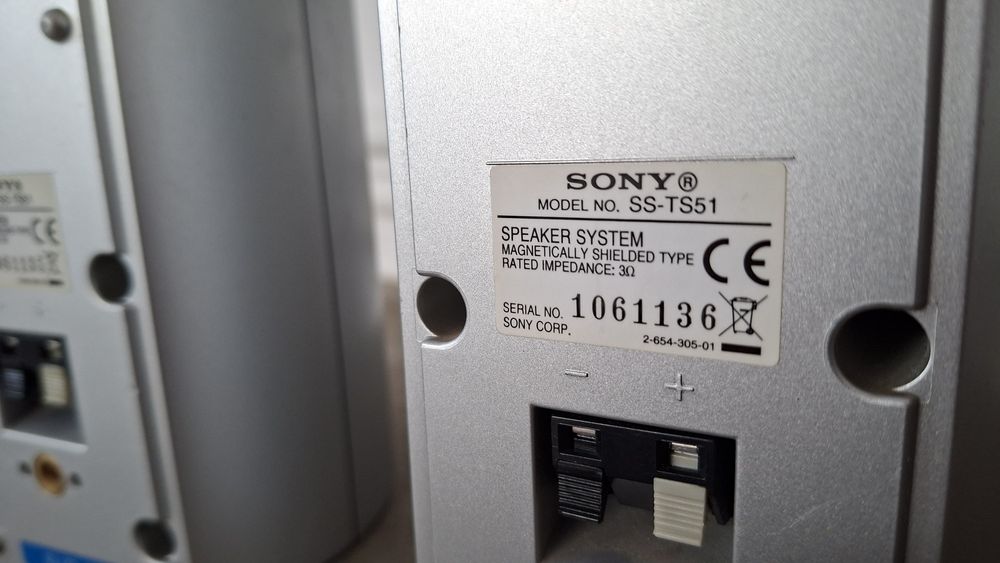 SONY®
MODEL NO. SS-TS51
SPEAKER SYSTEM
MAGNETICALLY SHIELDED TYPE
RATED IMPEDANCE: 3Ω
CE
SERIAL NO. 1061136
SONY CORP.
2-654-305-01
− +
CE